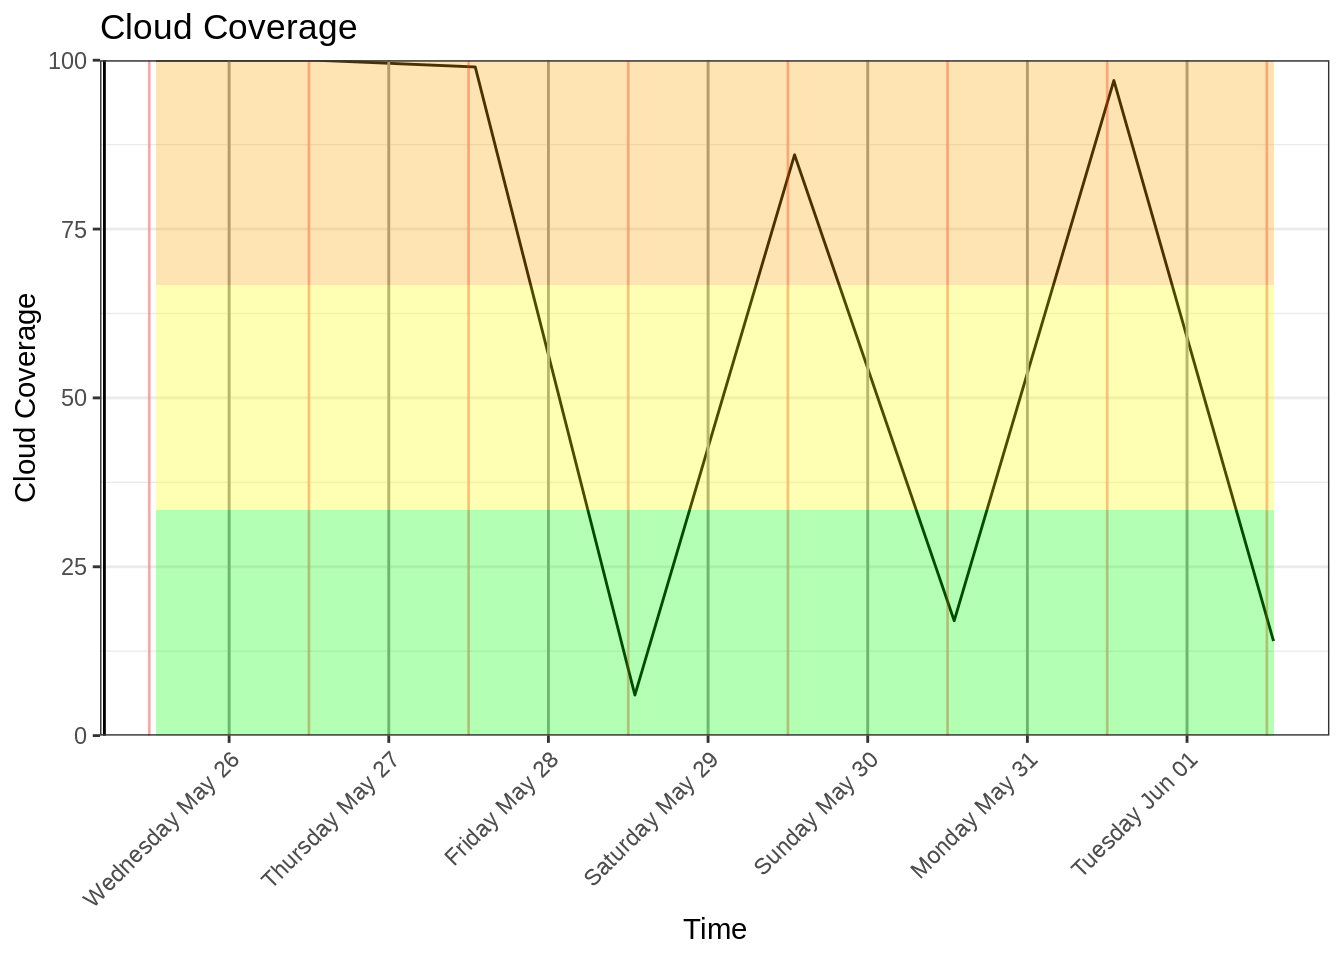 Cloud Coverage
Cloud Coverage
100
75
50
25
0
Wednesday May 26
Thursday May 27
Friday May 28
Saturday May 29
Sunday May 30
Monday May 31
Tuesday Jun 01
Time